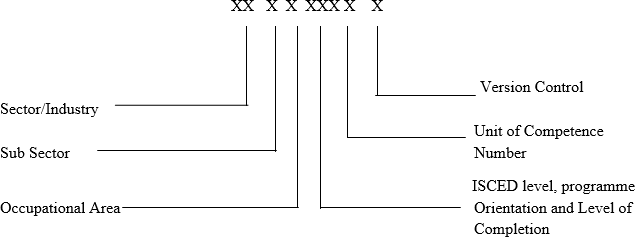 XX X X XXX X X
Version Control
Sector/Industry
Unit of Competence
Number
Sub Sector
ISCED level, programme
Orientation and Level of
Completion
Occupational Area